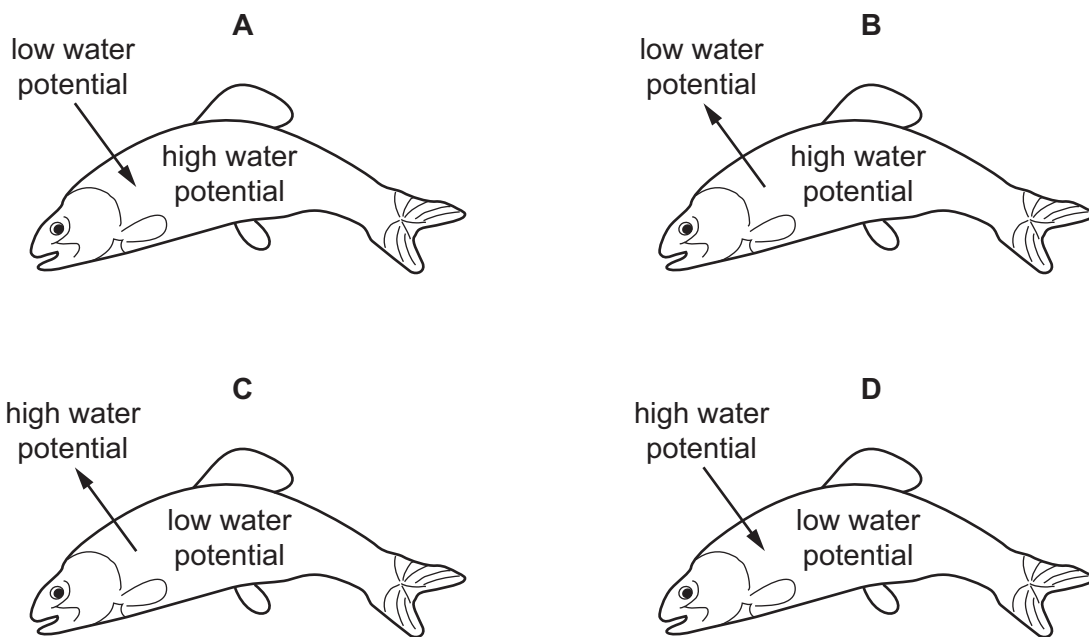 A
low water
potential
high water
potential
B
low water
potential
high water
potential
C
high water
potential
low water
potential
D
high water
potential
low water
potential